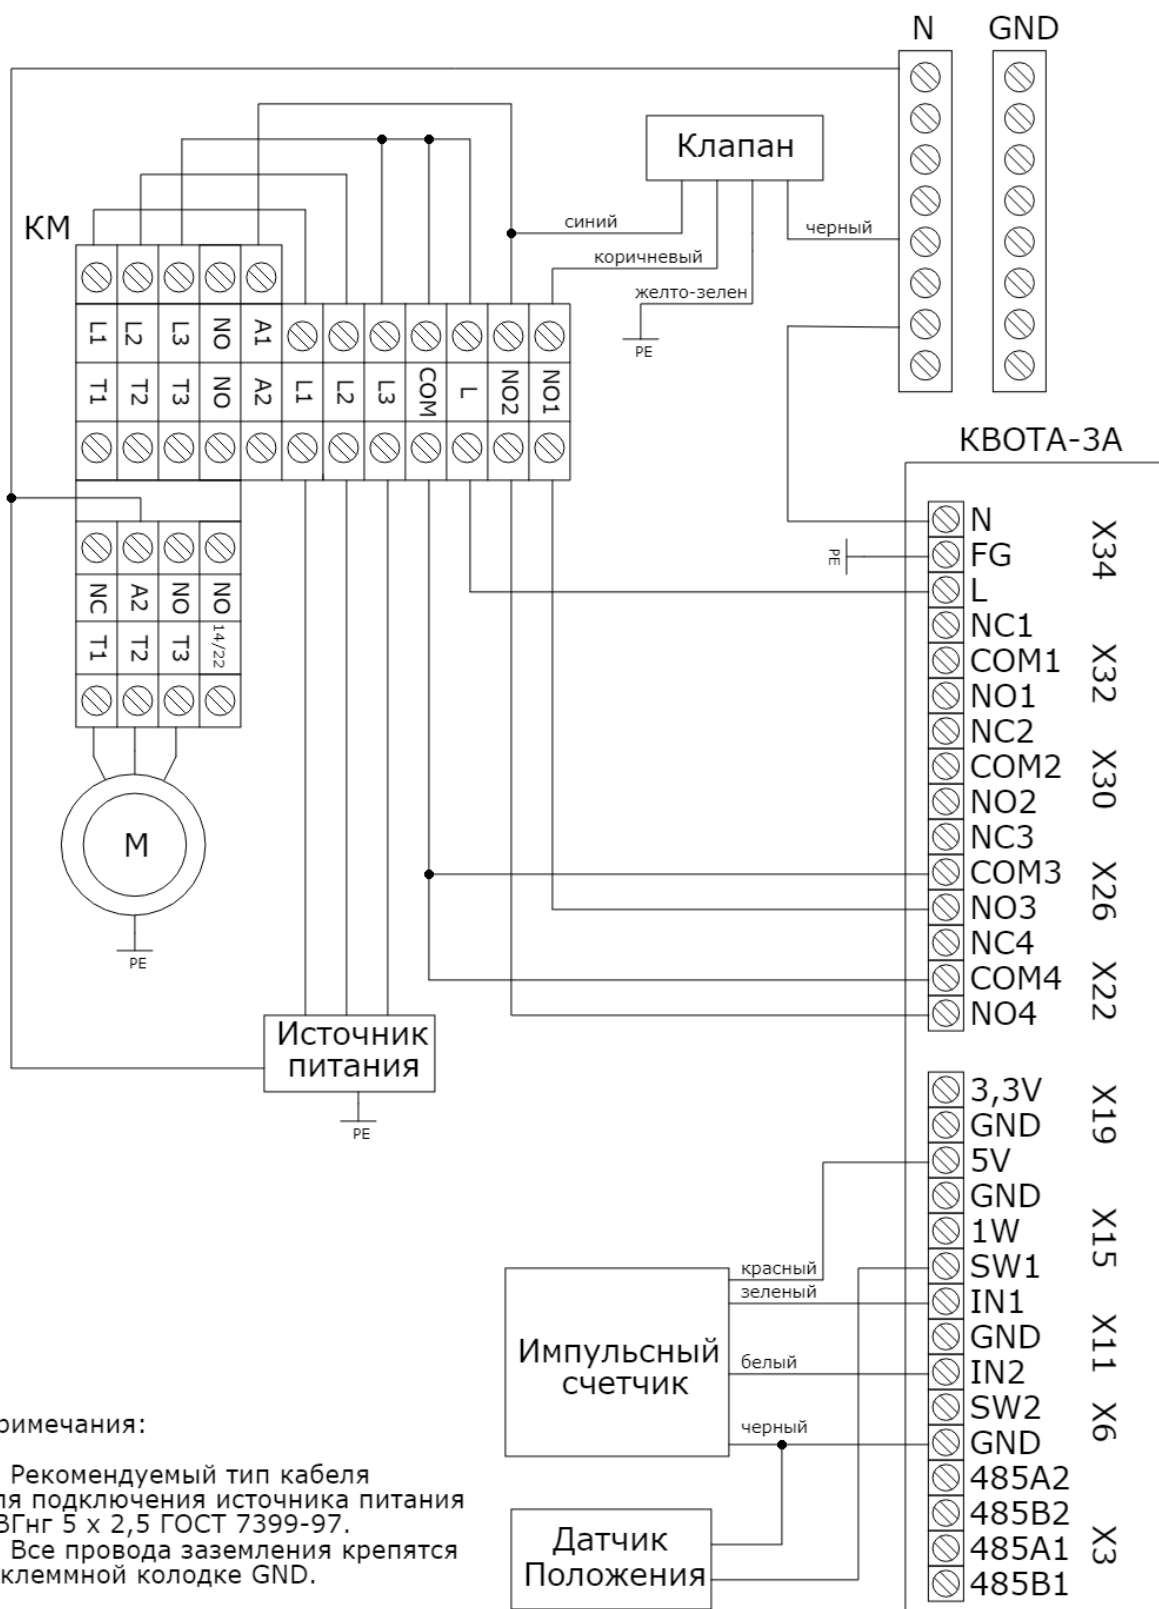 N GND
Клапан
синий
черный
КМ
коричневый
желто-зелен
PE
L1 L2 L3 NO A1
L1 L2 L3 COM L NO2 NO1
T1 T2 T3 NO A2
КВОТА-3А
NC A2 NO NO
T1 T2 T3 14/22
M
PE
Источник
питания
PE
PE
N
FG
L
X34
NC1
COM1
NO1
X32
NC2
COM2
NO2
X30
NC3
COM3
NO3
X26
NC4
COM4
NO4
X22
3,3V
GND
5V
X19
GND
1W
SW1
X15
IN1
GND
IN2
X11
SW2
GND
X6
485A2
485B2
485A1
485B1
X3
красный
зеленый
Импульсный
счетчик
белый
черный
Датчик
Положения
римечания:
Рекомендуемый тип кабеля
ля подключения источника питания
ВГнг 5 х 2,5 ГОСТ 7399-97.
Все провода заземления крепятся
клеммной колодке GND.